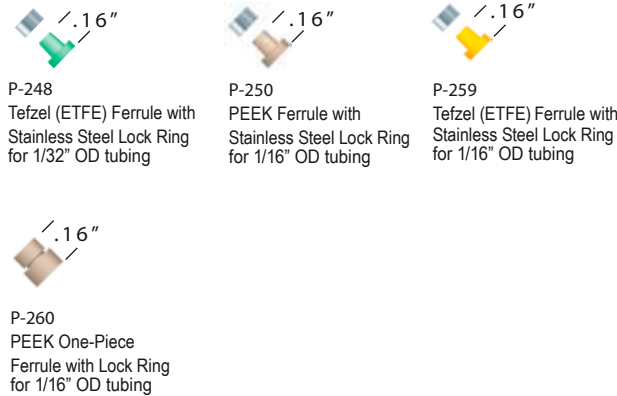 .16”
P-248
Tefzel (ETFE) Ferrule with
Stainless Steel Lock Ring
for 1/32” OD tubing
.16”
P-250
PEEK Ferrule with
Stainless Steel Lock Ring
for 1/16” OD tubing
.16”
P-259
Tefzel (ETFE) Ferrule with
Stainless Steel Lock Ring
for 1/16” OD tubing
.16”
P-260
PEEK One-Piece
Ferrule with Lock Ring
for 1/16” OD tubing